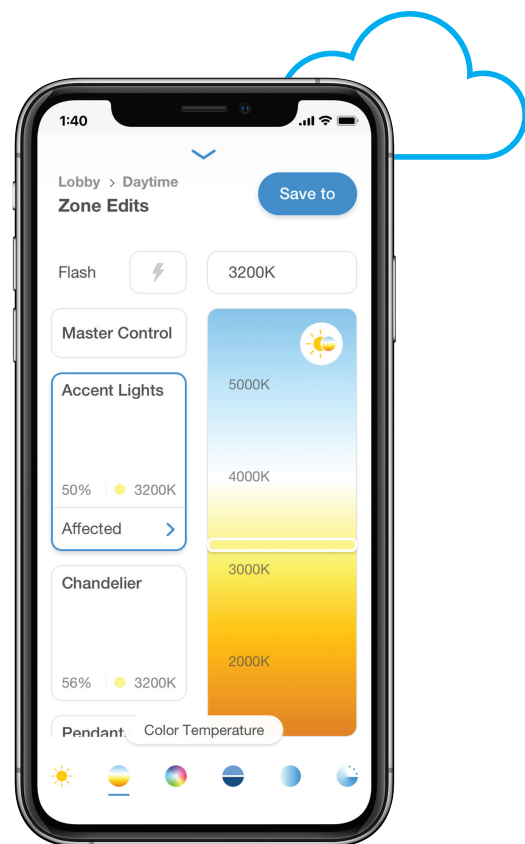 1:40
Lobby > Daytime
Zone Edits
Save to
Flash
3200K
Master Control
Accent Lights
50%
3200K
Affected
5000K
4000K
3000K
2000K
Chandelier
56%
3200K
Pendant
Color Temperature